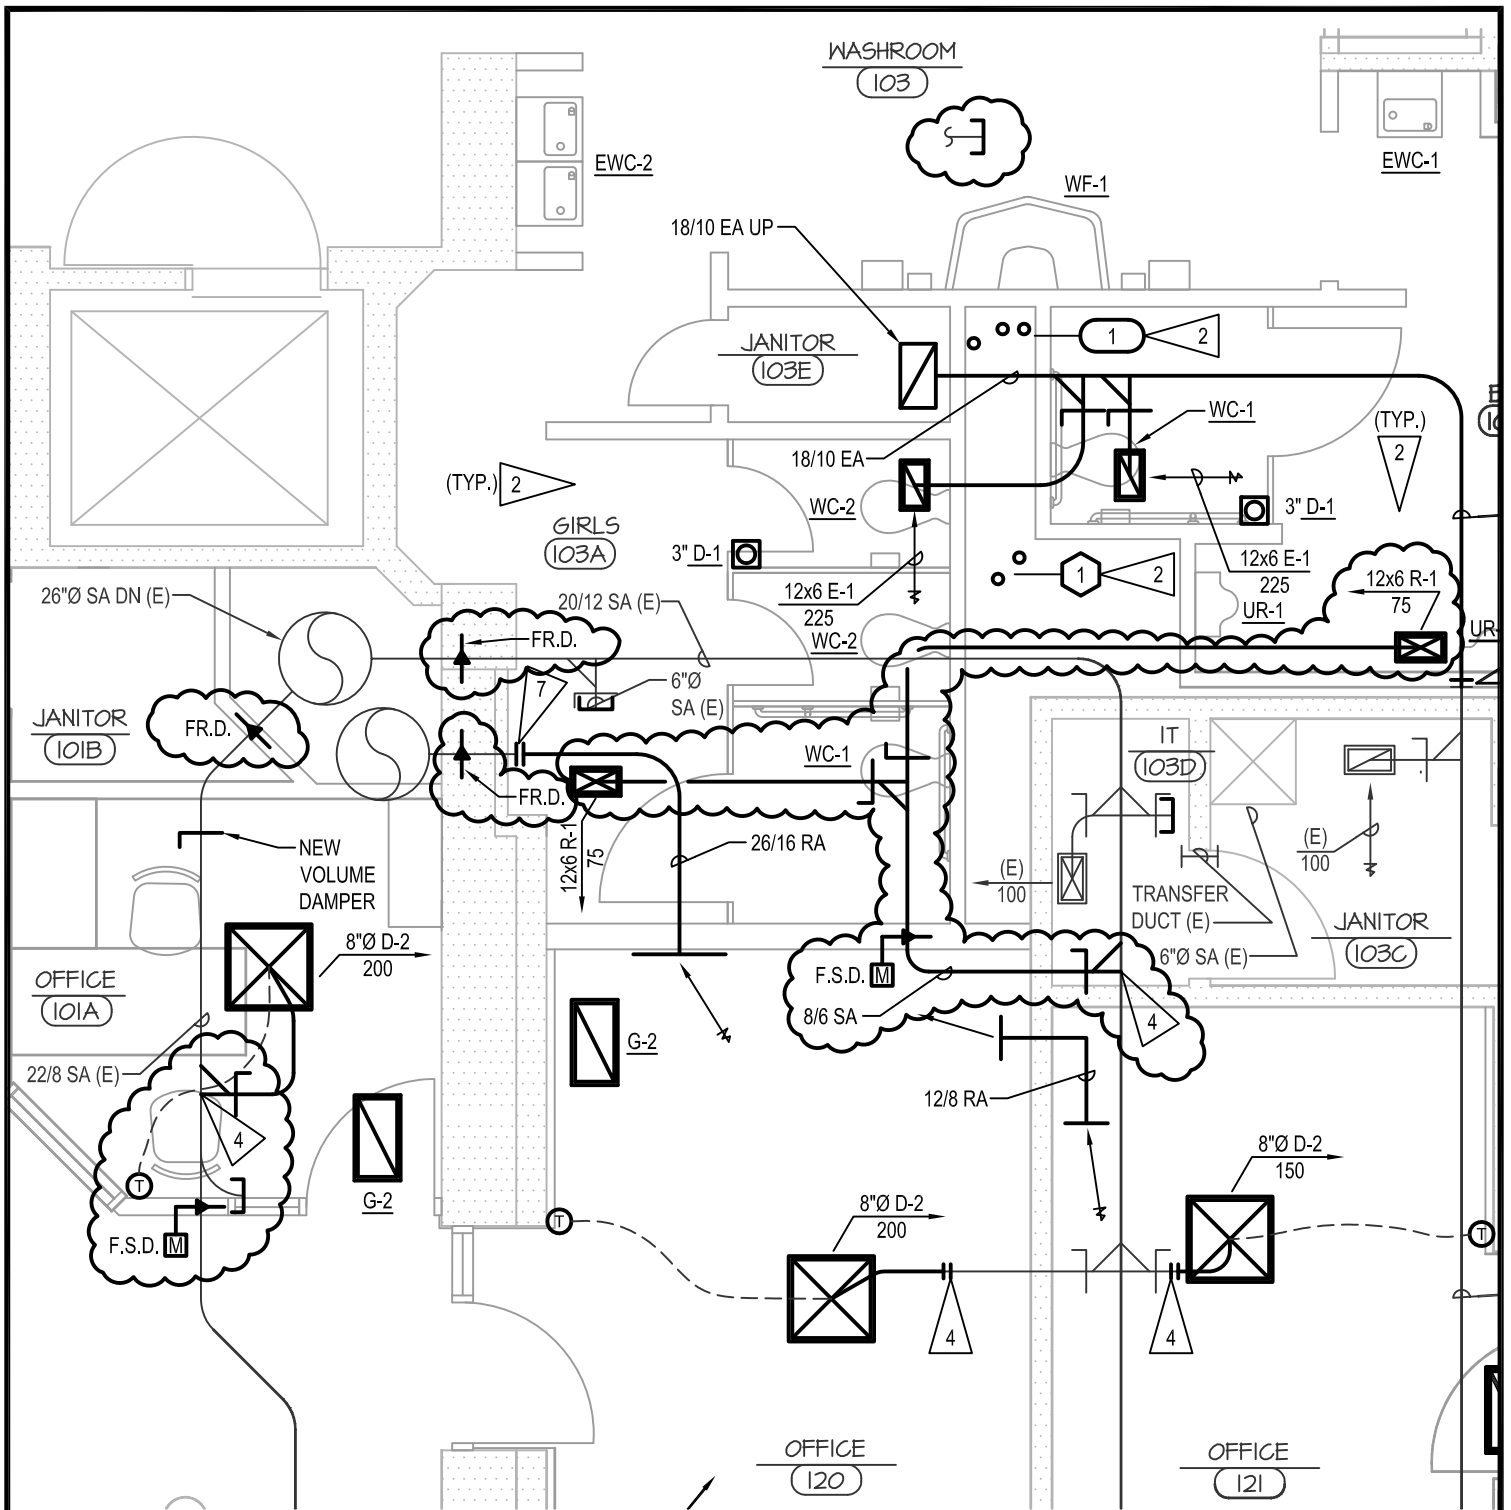 WASHROOM
103
EWC-2
EWC-1
WF-1
18/10 EA UP
JANITOR
103E
1
2
WC-1
(TYP.)
2
18/10 EA
(TYP.)
2
WC-2
3" D-1
GIRLS
103A
3" D-1
12x6 E-1
225
1
2
12x6 E-1
225
12x6 R-1
75
26"Ø SA DN (E)
20/12 SA (E)
UR-1
UR-
WC-2
FR.D.
7
6"Ø
SA (E)
JANITOR
101B
FR.D.
IT
103D
WC-1
FR.D.
NEW
VOLUME
DAMPER
12x6 R-1
75
26/16 RA
(E)
100
(E)
100
TRANSFER
DUCT (E)
JANITOR
103C
8"Ø D-2
200
6"Ø SA (E)
OFFICE
101A
F.S.D.
M
8/6 SA
4
G-2
22/8 SA (E)
12/8 RA
4
8"Ø D-2
150
T
G-2
8"Ø D-2
200
T
T
F.S.D.
M
4
4
OFFICE
120
OFFICE
121